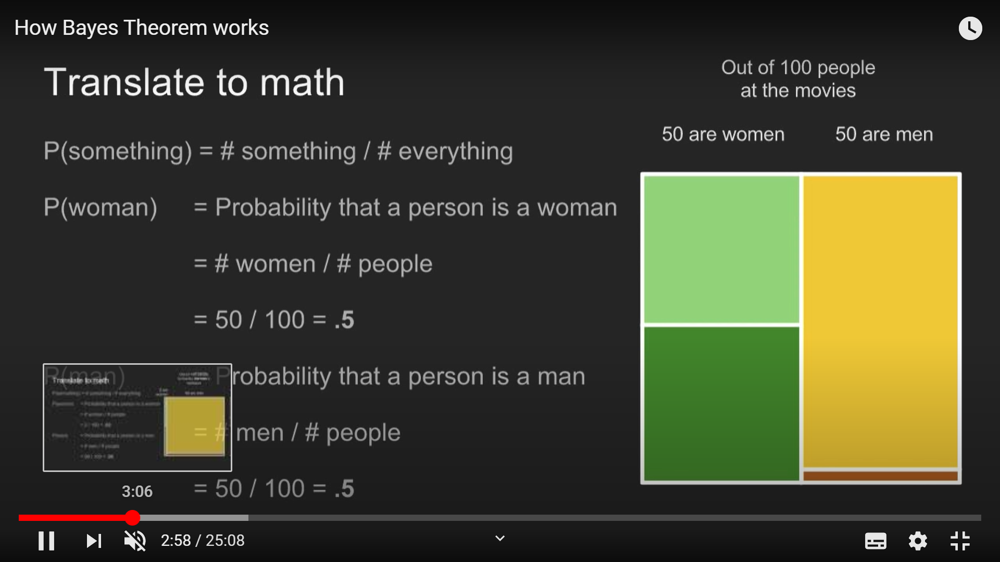 How Bayes Theorem works
Translate to math
Out of 100 people
at the movies
50 are women 50 are men
P(something) = # something / # everything
P(woman) = Probability that a person is a woman
= # women / # people
= 50 / 100 = .5
P(man) Probability that a person is a man
Translate to math
= # men / # people
3:06 = 50 / 100 = .5
2:58 / 25:08